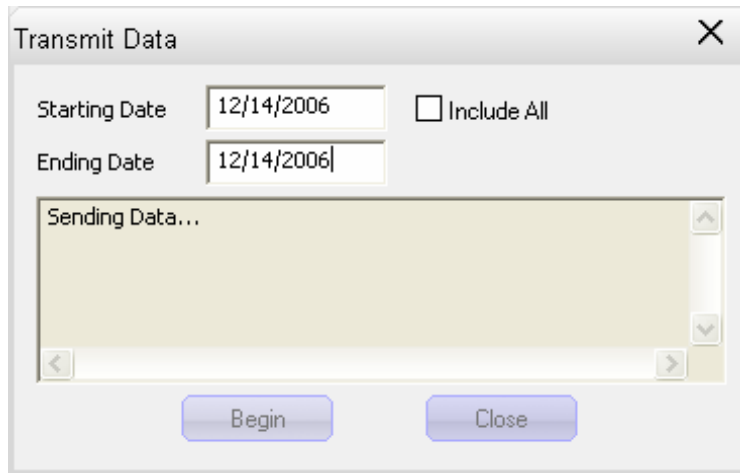 Transmit Data
Starting Date 12/14/2006 Include All
Ending Date 12/14/2006
Sending Data...
Begin Close